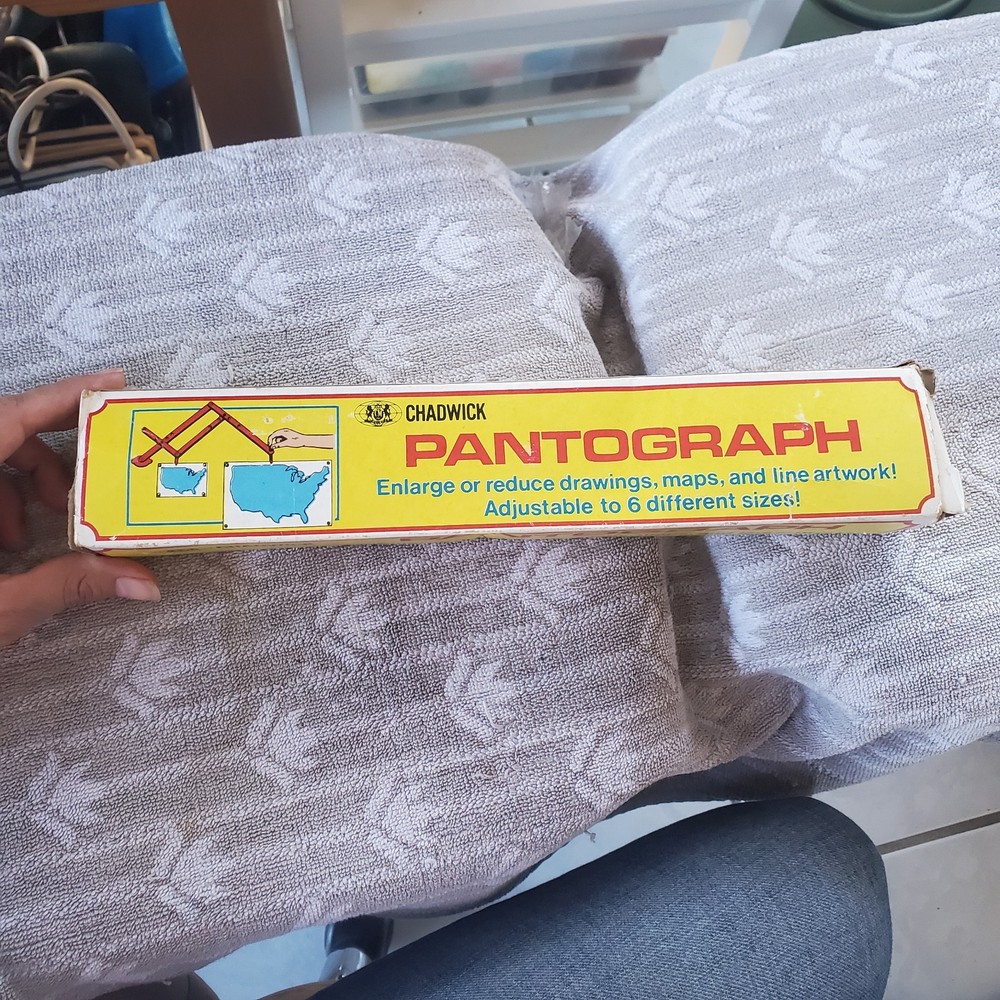 CHADWICK
PANTOGRAPH
Enlarge or reduce drawings, maps, and line artwork!
Adjustable to 6 different sizes!